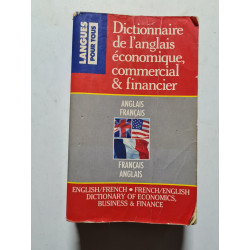 LANGUES
POUR TOUS
Dictionnaire
de l'anglais
économique,
commercial
& financier
ANGLAIS
FRANÇAIS
FRANÇAIS
ANGLAIS
ENGLISH/FRENCH • FRENCH/ENGLISH
DICTIONARY OF ECONOMICS,
BUSINESS & FINANCE